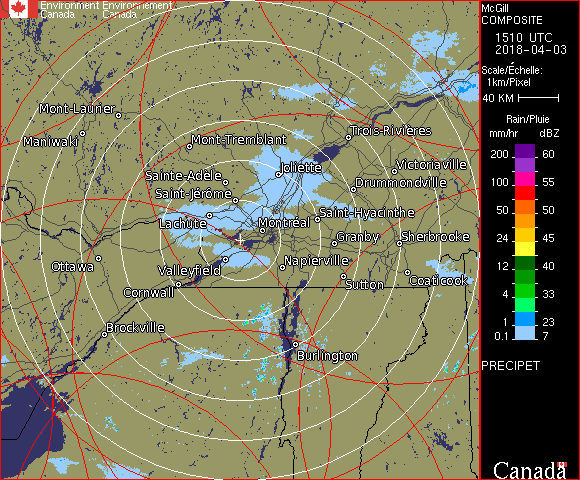 Environment Environnement
Canada Canada
Mont-Laurier
Maniwaki
Mont-Tremblant
Trois-Rivières
Joliette
Victoriaville
Sainte-Adèle
Drummondville
Saint-Jérôme
Saint-Hyacinthe
Lachute
Montréal
Granby
Sherbrooke
Ottawa
Napierville
Valleyfield
Sutton
Coaticook
Cornwall
Brockville
Burlington
McGill
COMPOSITE
1510 UTC
2018-04-03
Scale/Échelle:
1km/Pixel
40 KM
Rain/Pluie
mm/hr dBZ
200 60
100 55
50 50
24 45
12 40
4 33
1 23
0.1 7
PRECIPET
Canada